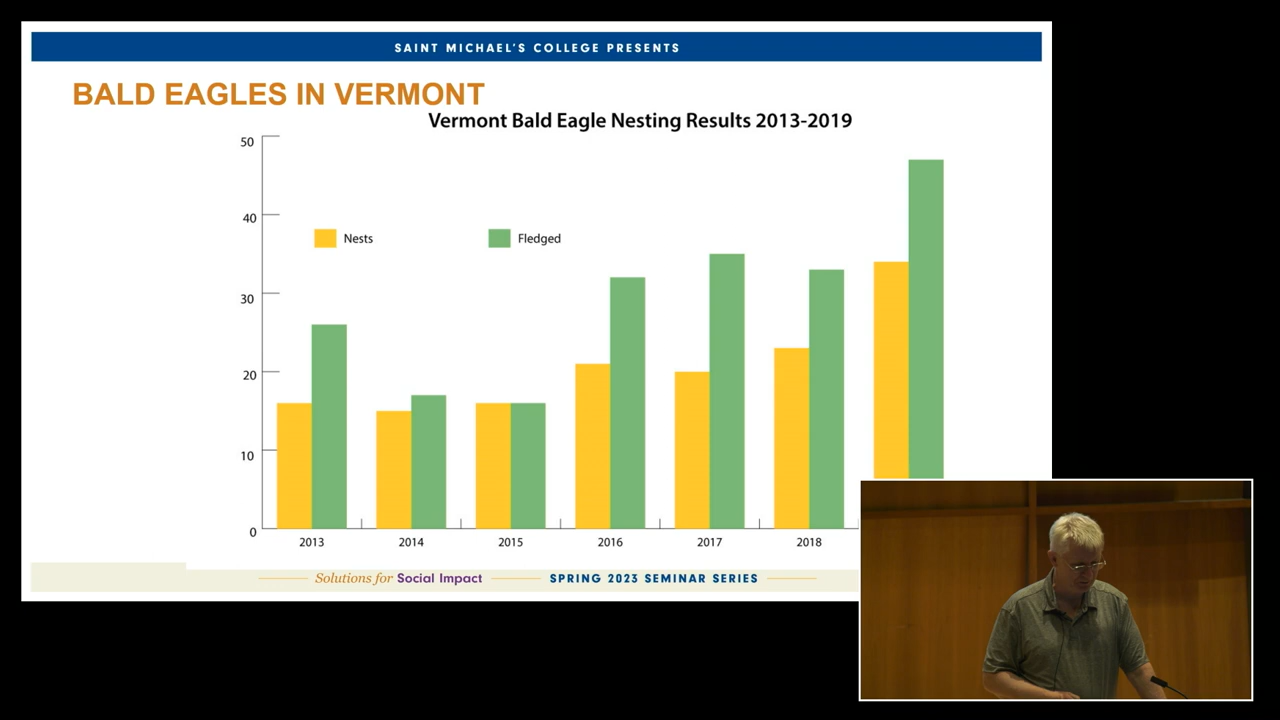 SAINT MICHAEL'S COLLEGE PRESENTS
BALD EAGLES IN VERMONT
Vermont Bald Eagle Nesting Results 2013-2019
50
40
Nests
Fledged
30
20
10
0
2013
2014
2015
2016
2017
2018
Solutions for Social Impact
SPRING 2023 SEMINAR SERIES